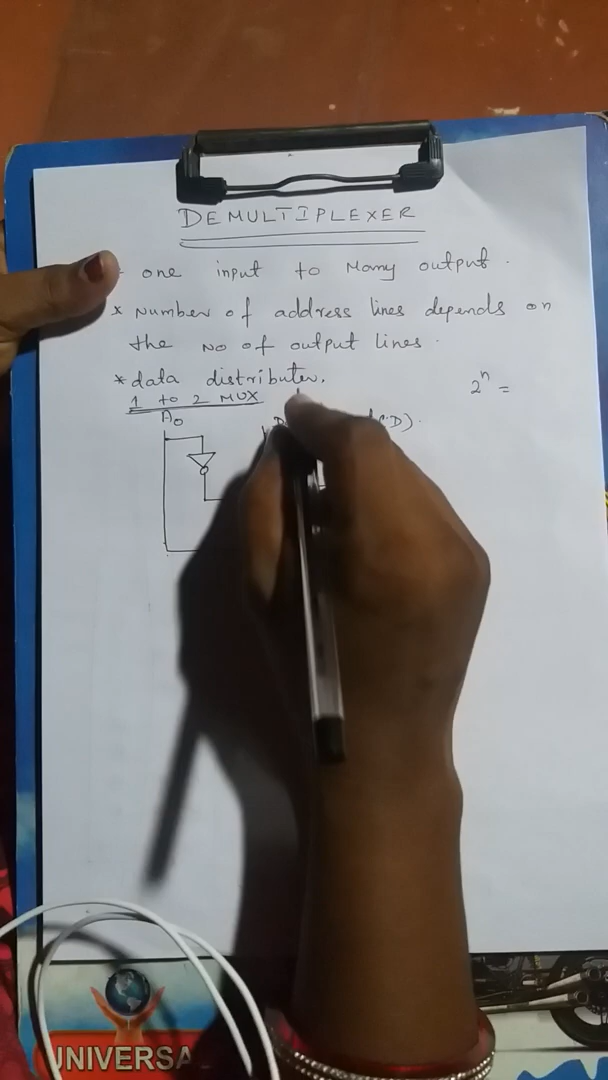 DEMULTIPLEXER
one input to Many output.
* Number of address lines depends on
the No of output lines.
* data distributer.
2ⁿ =
1 to 2 MUX
A₀
UNIVERSA